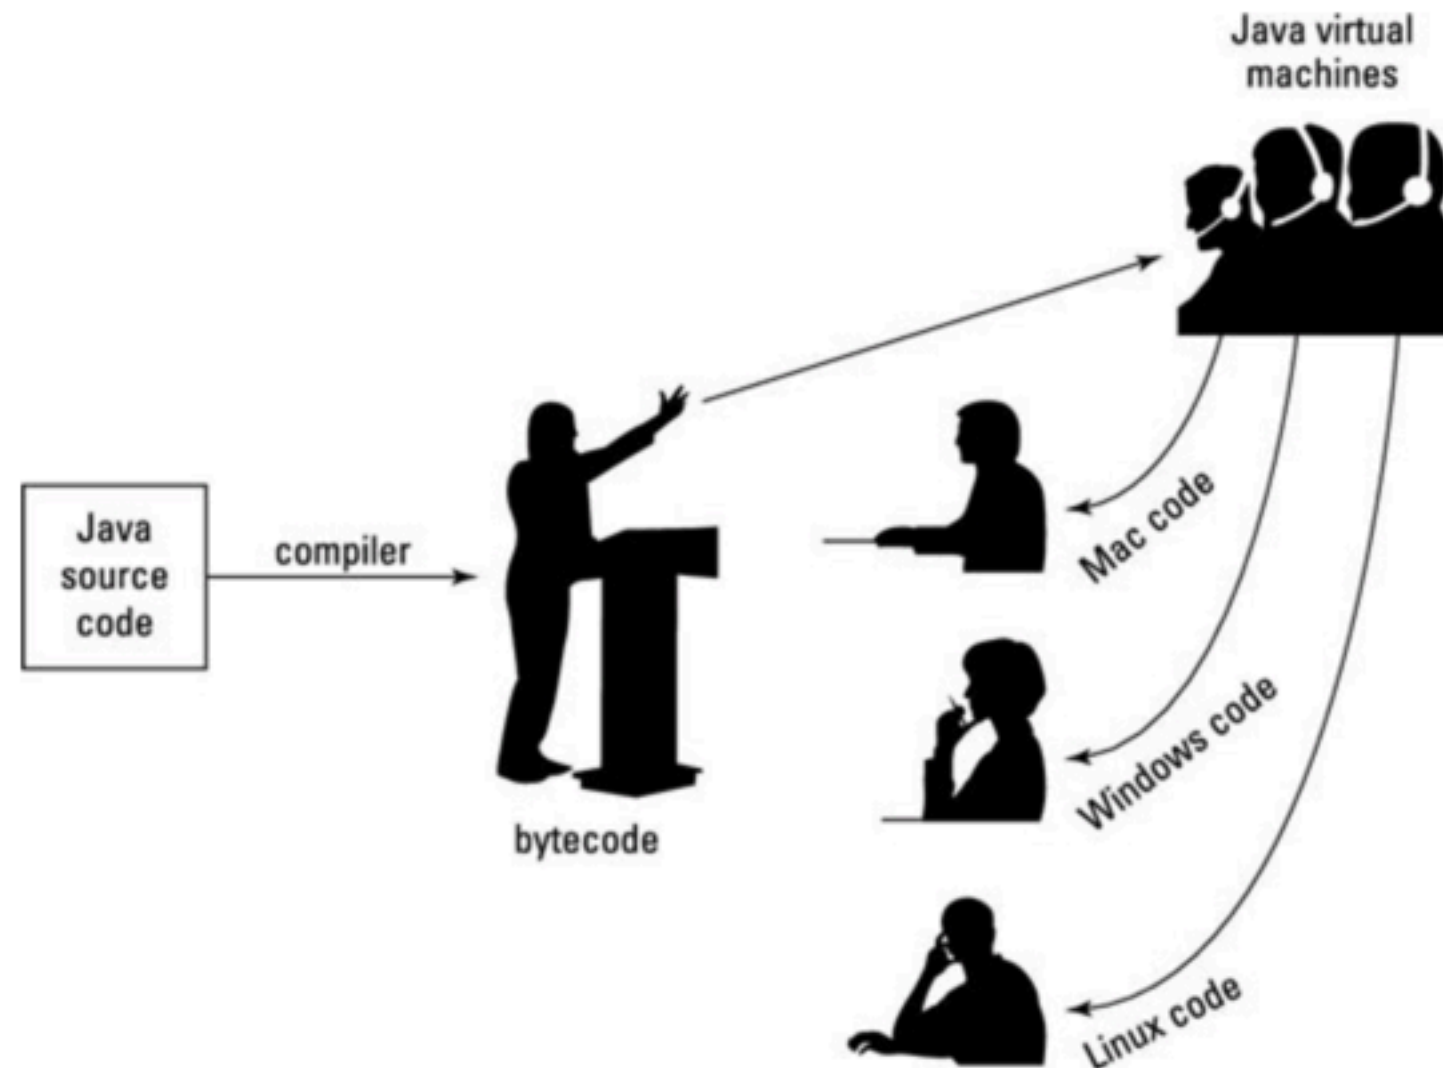 Java virtual
machines
Java
source
code
compiler
bytecode
Mac code
Windows code
Linux code